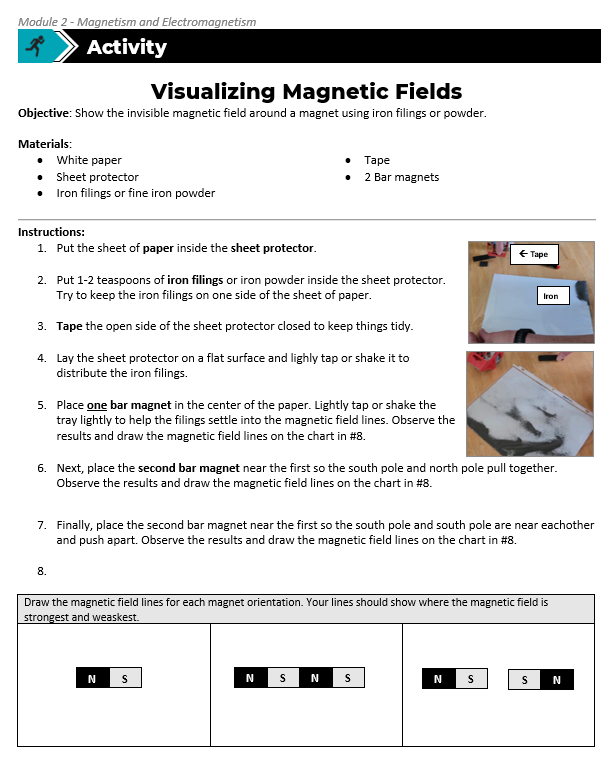 Module 2 - Magnetism and Electromagnetism
Activity
Visualizing Magnetic Fields
Objective: Show the invisible magnetic field around a magnet using iron filings or powder.
Materials:
• White paper
• Sheet protector
• Iron filings or fine iron powder
• Tape
• 2 Bar magnets
Instructions:
1. Put the sheet of paper inside the sheet protector.
2. Put 1-2 teaspoons of iron filings or iron powder inside the sheet protector.
Try to keep the iron filings on one side of the sheet of paper.
3. Tape the open side of the sheet protector closed to keep things tidy.
4. Lay the sheet protector on a flat surface and lighly tap or shake it to
distribute the iron filings.
5. Place one bar magnet in the center of the paper. Lightly tap or shake the
tray lightly to help the filings settle into the magnetic field lines. Observe the
results and draw the magnetic field lines on the chart in #8.
← Tape
Iron
6. Next, place the second bar magnet near the first so the south pole and north pole pull together.
Observe the results and draw the magnetic field lines on the chart in #8.
7. Finally, place the second bar magnet near the first so the south pole and south pole are near eachother
and push apart. Observe the results and draw the magnetic field lines on the chart in #8.
8.
Draw the magnetic field lines for each magnet orientation. Your lines should show where the magnetic field is
strongest and weaskest.
N S
N S N S
N S S N